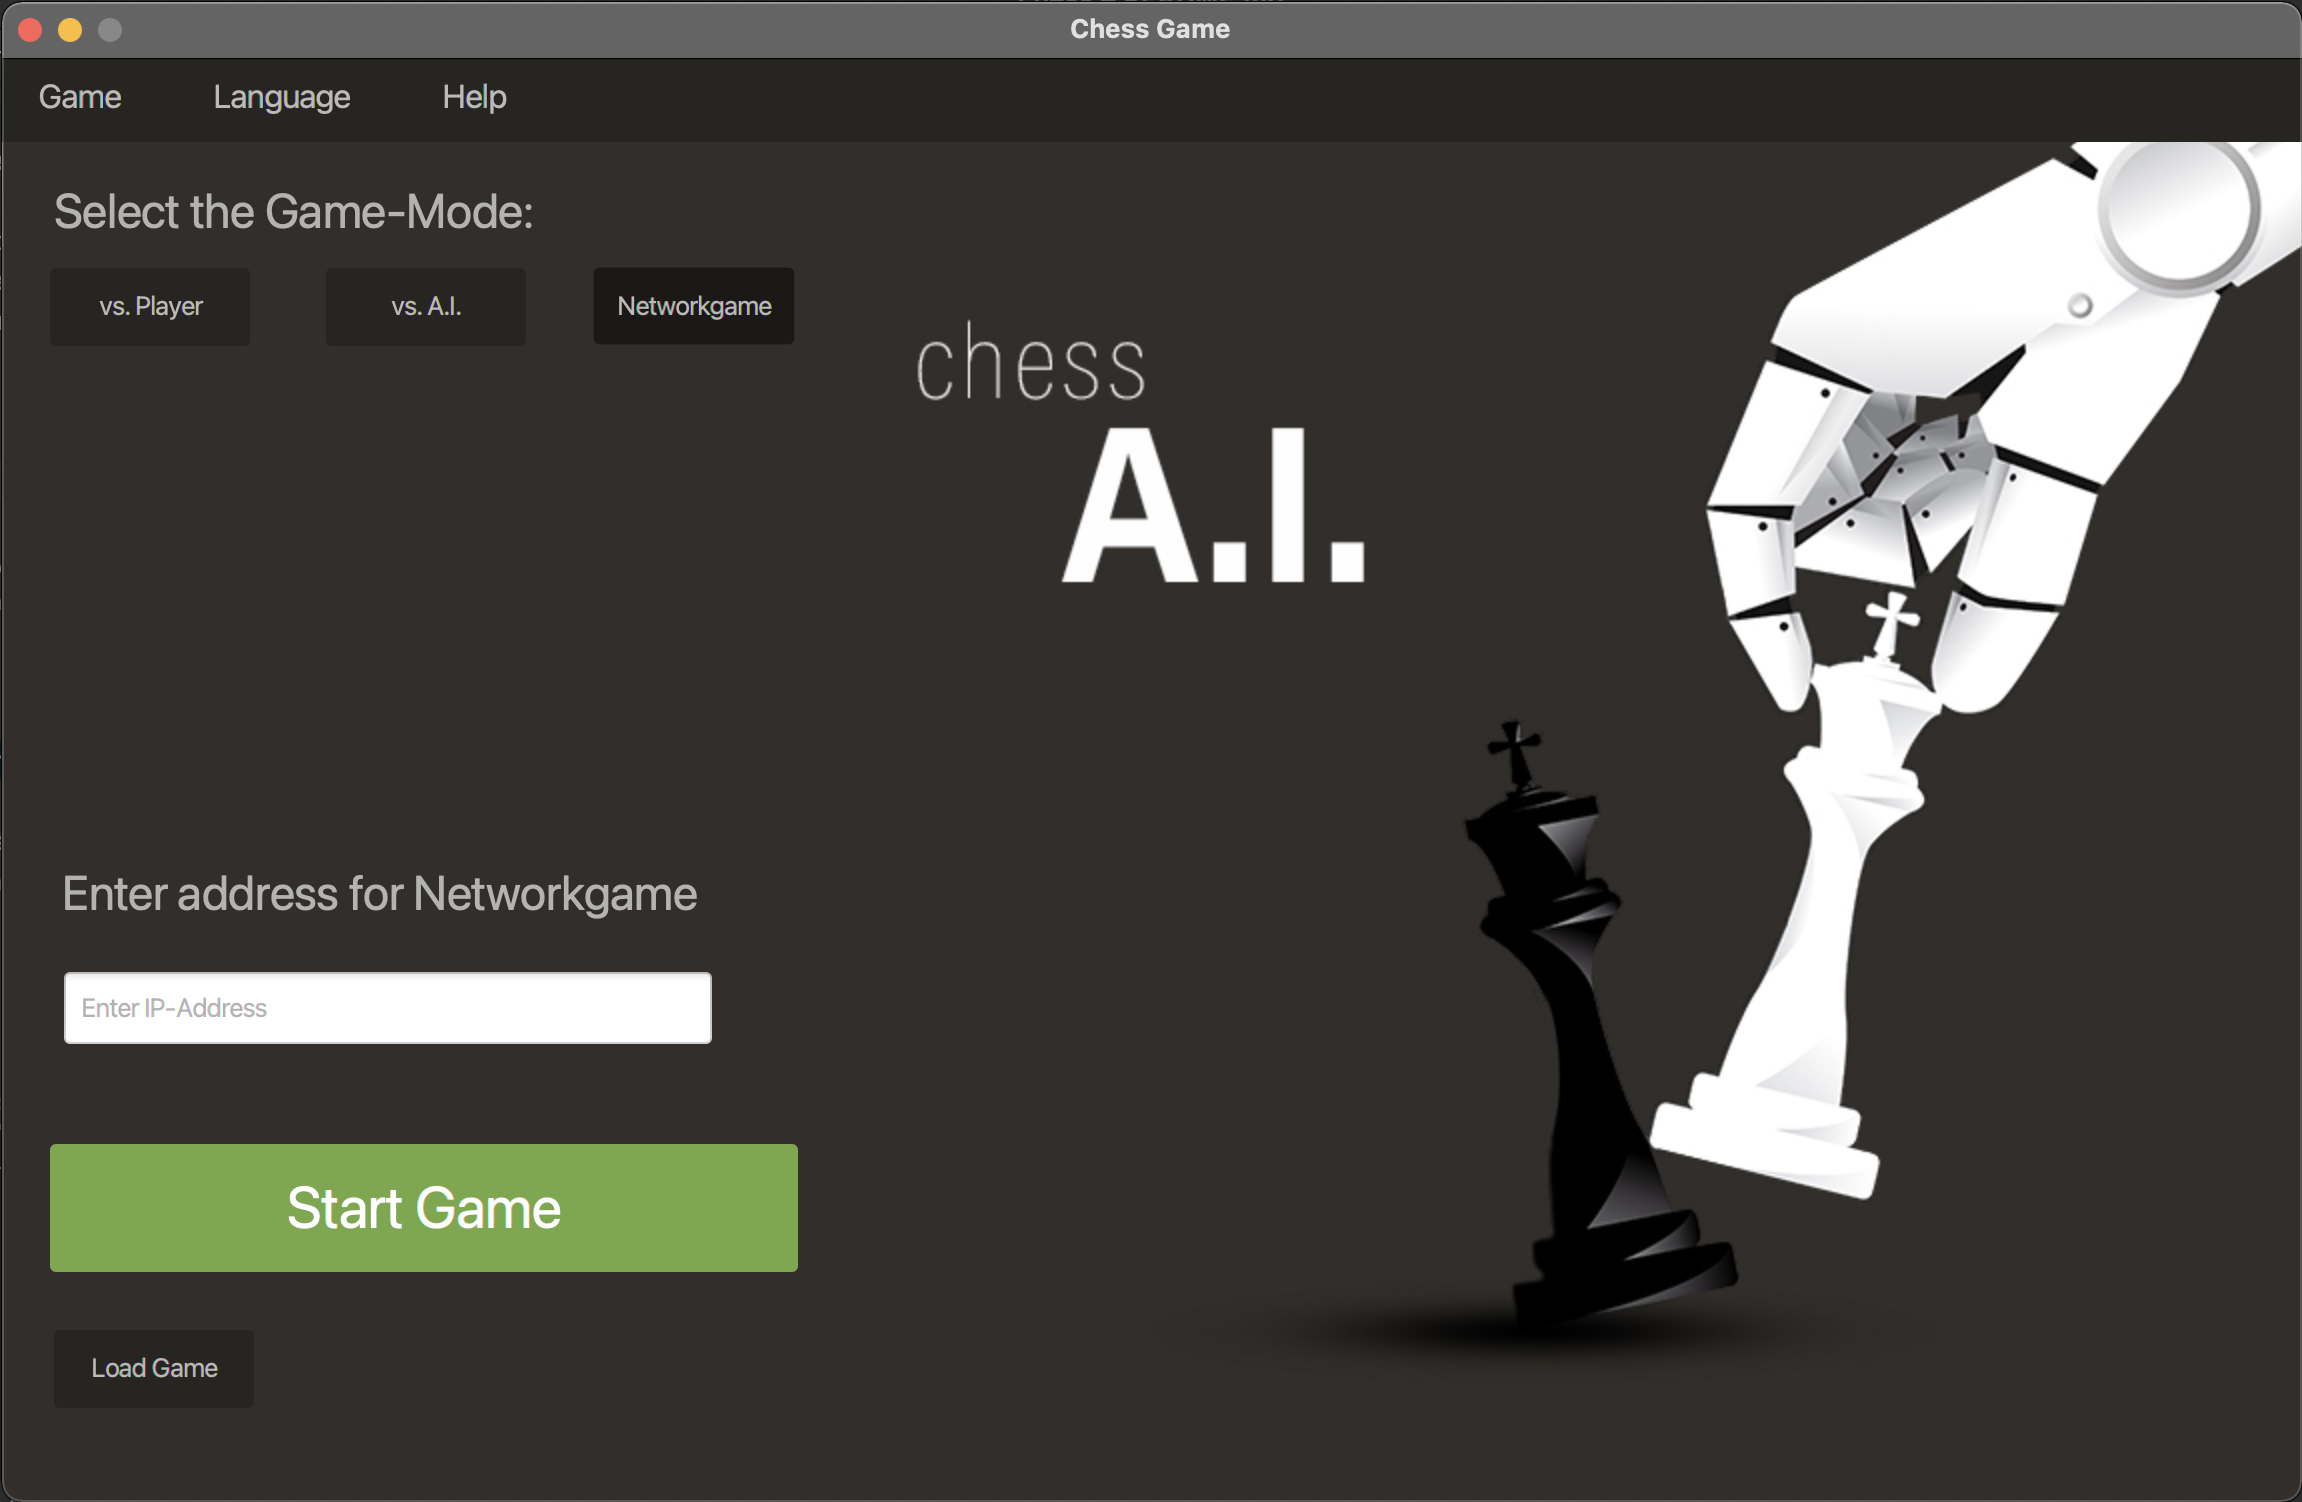 Chess Game
Game Language Help
Select the Game-Mode:
vs. Player vs. A.I. Networkgame
chess
A.I.
Enter address for Networkgame
Enter IP-Address
Start Game
Load Game